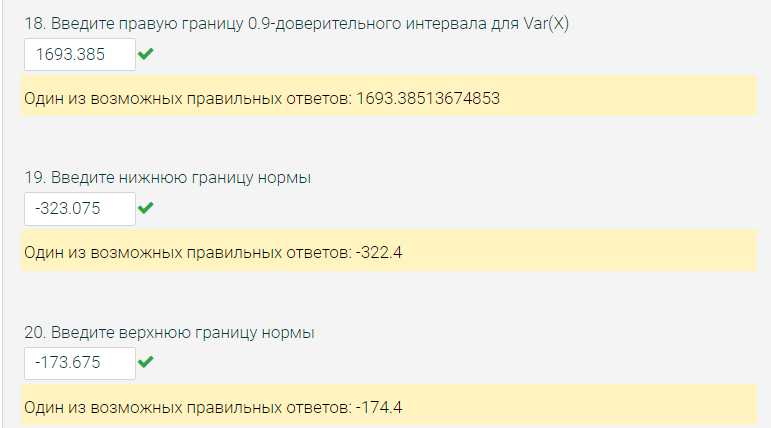 18. Введите правую границу 0.9-доверительного интервала для Var(X)
1693.385
Один из возможных правильных ответов: 1693.38513674853
19. Введите нижнюю границу нормы
-323.075
Один из возможных правильных ответов: -322.4
20. Введите верхнюю границу нормы
-173.675
Один из возможных правильных ответов: -174.4